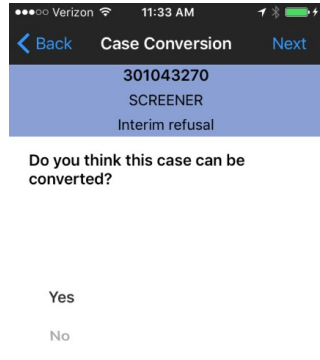 Verizon 11:33 AM
Back Case Conversion Next
301043270
SCREENER
Interim refusal
Do you think this case can be
converted?
Yes
No